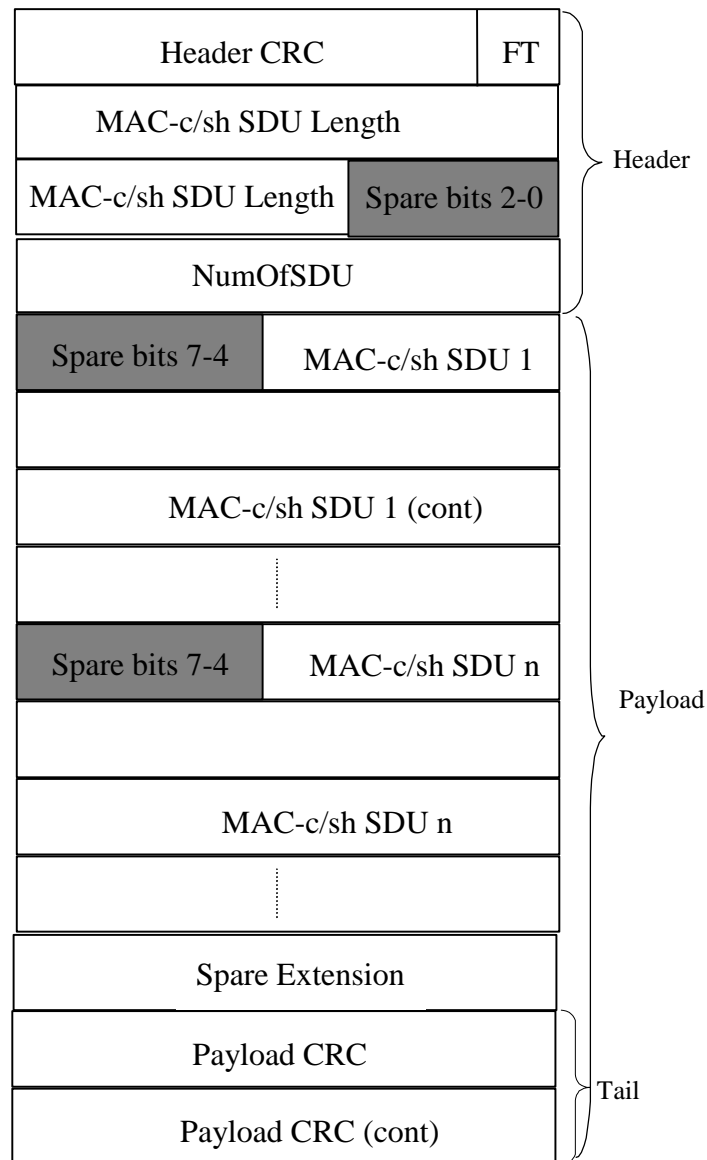 Header CRC FT
MAC-c/sh SDU Length
MAC-c/sh SDU Length Spare bits 2-0
Header
NumOfSDU
Spare bits 7-4 MAC-c/sh SDU 1
MAC-c/sh SDU 1 (cont)
Spare bits 7-4 MAC-c/sh SDU n
Payload
MAC-c/sh SDU n
Spare Extension
Payload CRC
Tail
Payload CRC (cont)